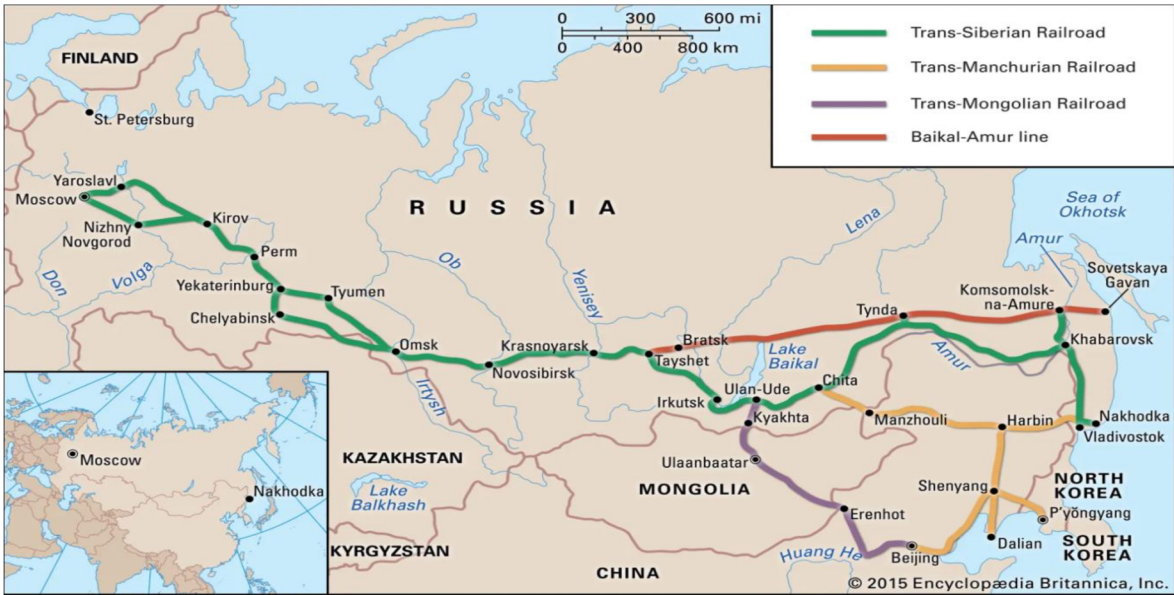 0 300 600 mi
0 400 800 km
Trans-Siberian Railroad
Trans-Manchurian Railroad
Trans-Mongolian Railroad
Baikal-Amur line
FINLAND
St. Petersburg
Yaroslavl
Moscow
Nizhny
Novgorod
Kirov
Perm
Yekaterinburg
Tyumen
Chelyabinsk
Don
Volga
RUSSIA
Ob
Yenisey
Lena
Sea of
Okhotsk
Amur
Sovetskaya
Gavan
Komsomolsk-
na-Amure
Tynda
Khabarovsk
Omsk
Novosibirsk
Krasnoyarsk
Bratsk
Tayshet
Lake
Baikal
Amur
Irtysh
Irkutsk
Ulan-Ude
Chita
Kyakhta
Manzhouli
Harbin
Nakhodka
Vladivostok
Ulaanbaatar
KAZAKHSTAN
Lake
Balkhash
KYRGYZSTAN
MONGOLIA
Erenhot
Shenyang
NORTH
KOREA
P'yŏngyang
SOUTH
KOREA
Dalian
Beijing
Huang He
CHINA
Moscow
Nakhodka
© 2015 Encyclopædia Britannica, Inc.